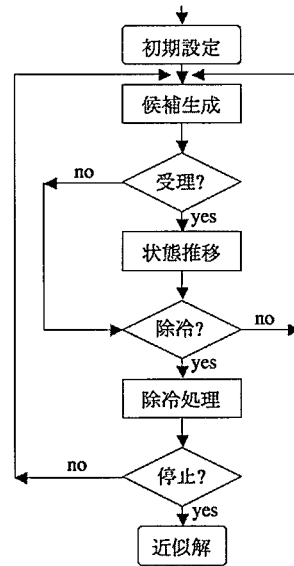 初期設定
候補生成
受理?
no
yes
状態推移
除冷?
no
yes
除冷処理
停止?
no
yes
近似解